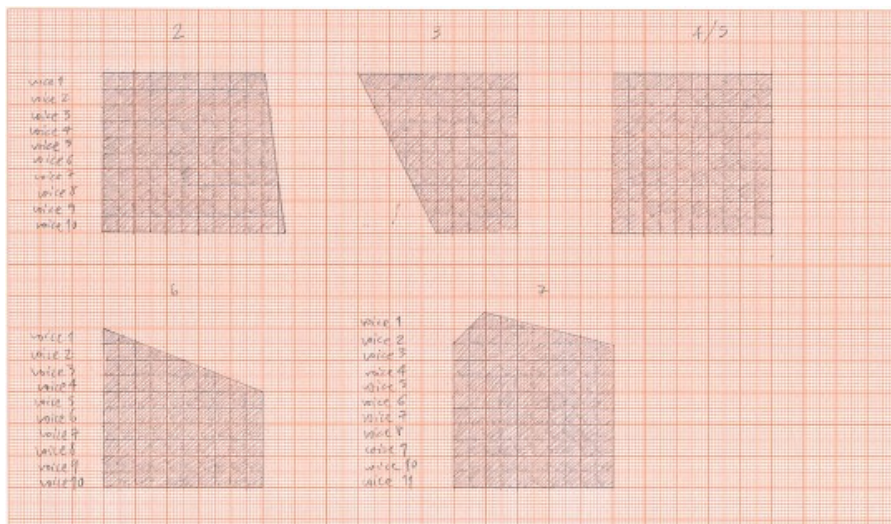 2
3
4/5
voice 1
voice 2
voice 3
voice 4
voice 5
voice 6
voice 7
voice 8
voice 9
voice 10
6
7
voice 1
voice 2
voice 3
voice 4
voice 5
voice 6
voice 7
voice 8
voice 9
voice 10
voice 1
voice 2
voice 3
voice 4
voice 5
voice 6
voice 7
voice 8
voice 9
voice 10
voice 11